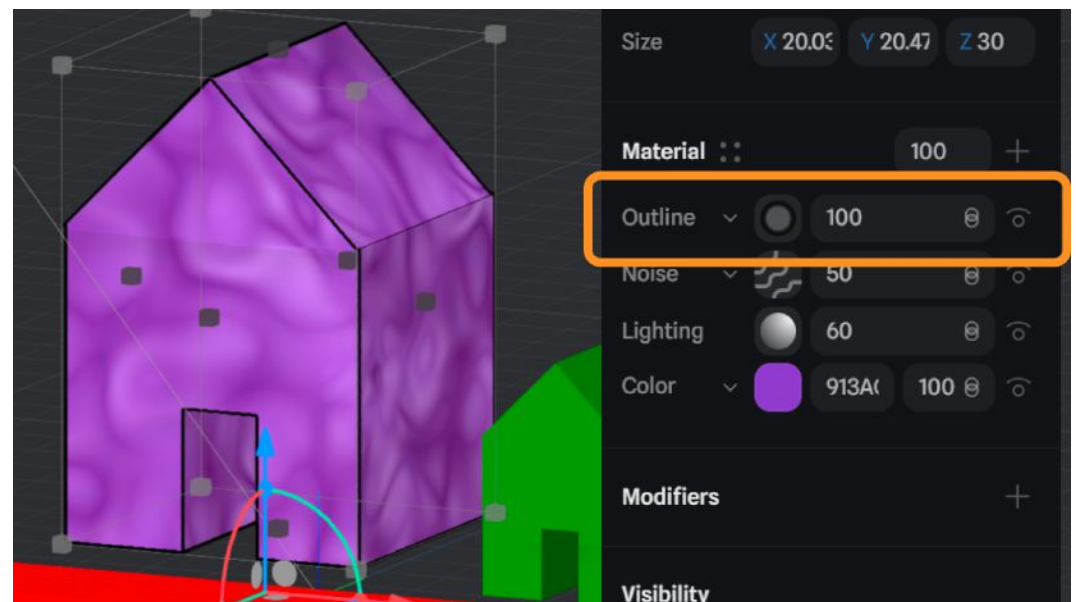 Size X 20.03 Y 20.47 Z 30
Material 100
Outline 100
Noise 50
Lighting 60
Color 913A 100
Modifiers
Visibility